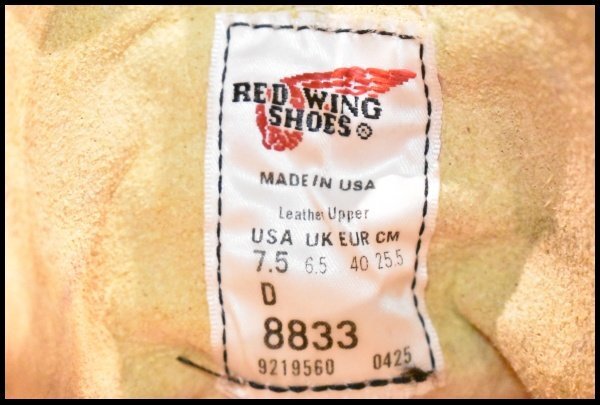 RED WING
SHOES®
MADE IN USA
Leather Upper
USA UK EUR CM
7.5 6.5 40 25.5
D
8833
9219560 0425